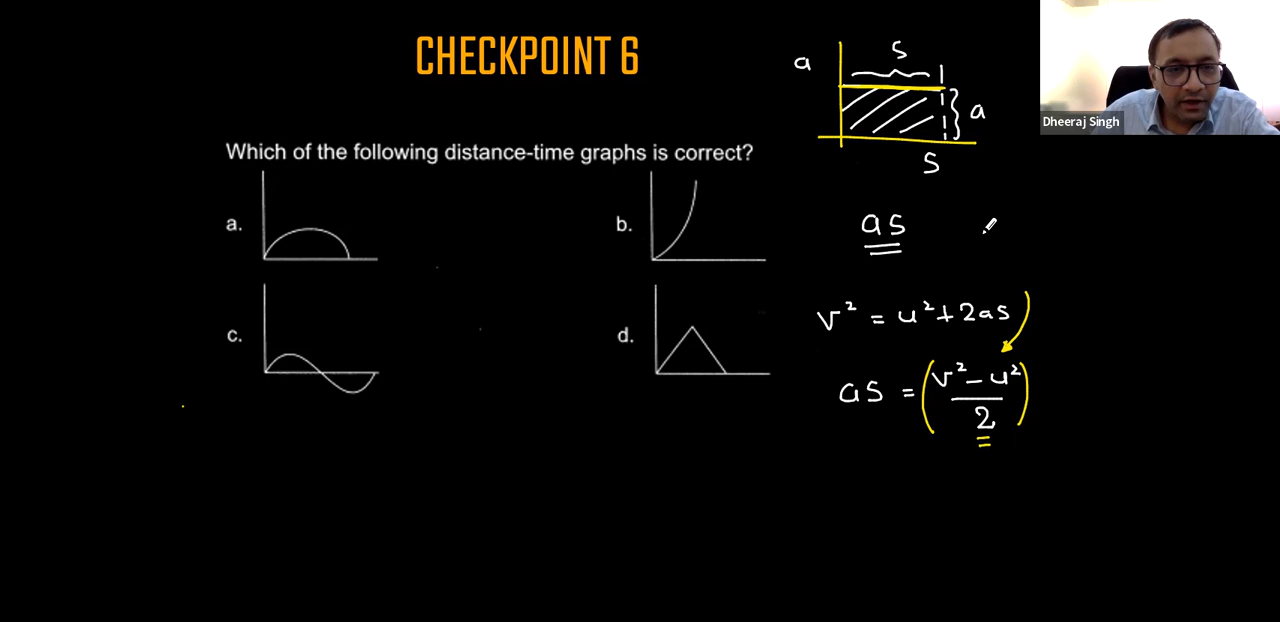 CHECKPOINT 6
Which of the following distance-time graphs is correct?
a.
b.
c.
d.
a
S
a
S
as
v² = u² + 2as
as = (v² - u² / 2)
Dheeraj Singh